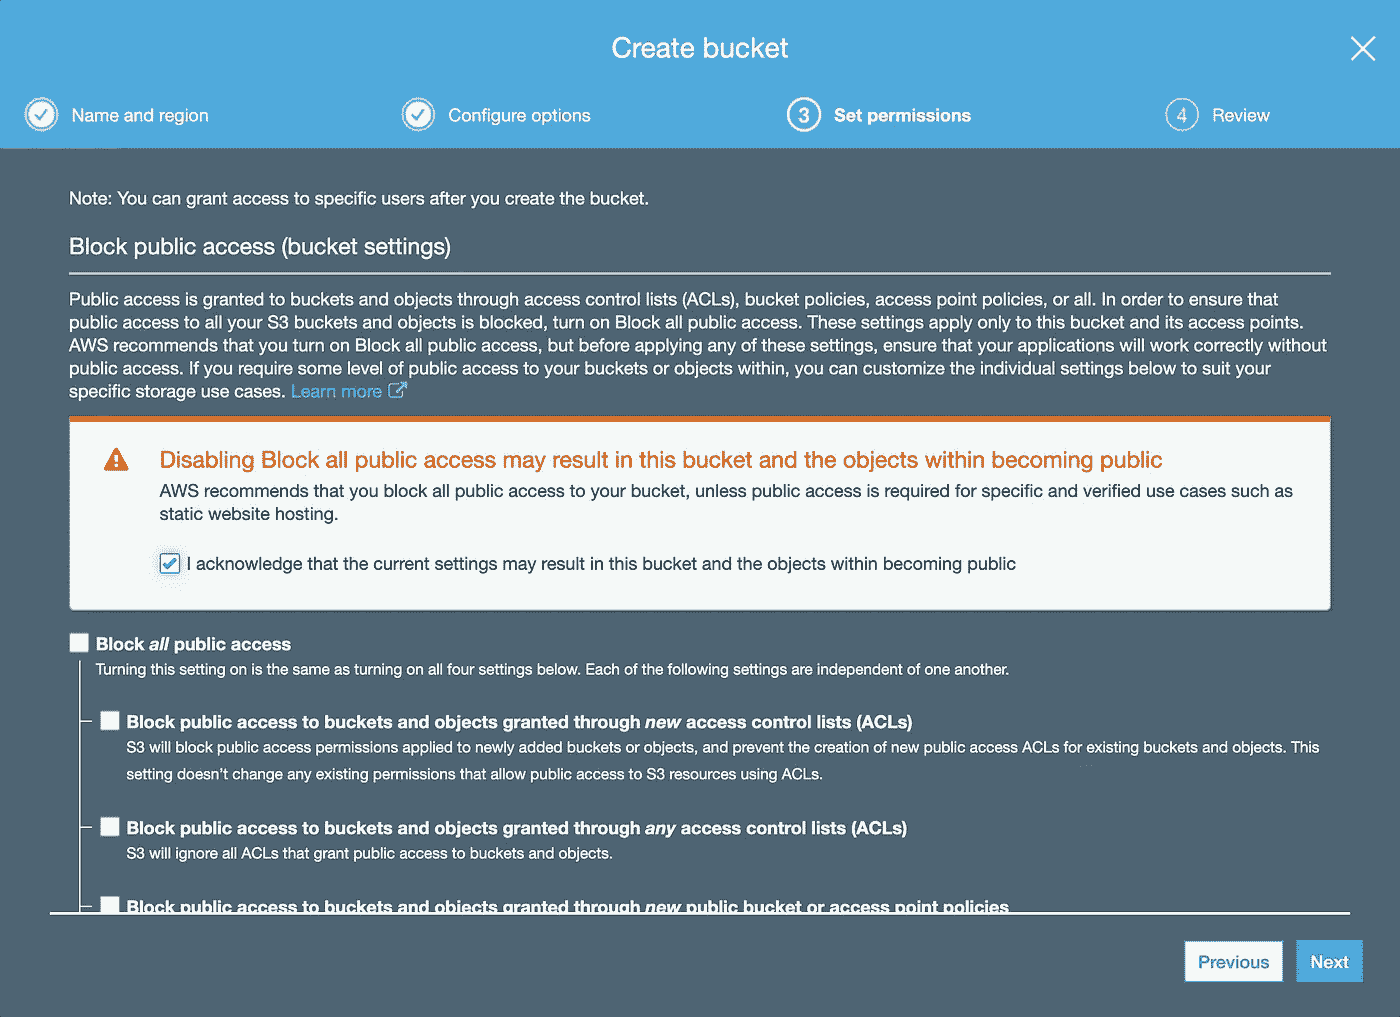 Create bucket
Name and region
Configure options
3 Set permissions
4 Review
Note: You can grant access to specific users after you create the bucket.
Block public access (bucket settings)
Public access is granted to buckets and objects through access control lists (ACLs), bucket policies, access point policies, or all. In order to ensure that
public access to all your S3 buckets and objects is blocked, turn on Block all public access. These settings apply only to this bucket and its access points.
AWS recommends that you turn on Block all public access, but before applying any of these settings, ensure that your applications will work correctly without
public access. If you require some level of public access to your buckets or objects within, you can customize the individual settings below to suit your
specific storage use cases. Learn more
Disabling Block all public access may result in this bucket and the objects within becoming public
AWS recommends that you block all public access to your bucket, unless public access is required for specific and verified use cases such as
static website hosting.
I acknowledge that the current settings may result in this bucket and the objects within becoming public
Block all public access
Turning this setting on is the same as turning on all four settings below. Each of the following settings are independent of one another.
Block public access to buckets and objects granted through new access control lists (ACLs)
S3 will block public access permissions applied to newly added buckets or objects, and prevent the creation of new public access ACLs for existing buckets and objects. This
setting doesn't change any existing permissions that allow public access to S3 resources using ACLs.
Block public access to buckets and objects granted through any access control lists (ACLs)
S3 will ignore all ACLs that grant public access to buckets and objects.
Block public access to buckets and objects granted through new public bucket or access point policies
Previous
Next